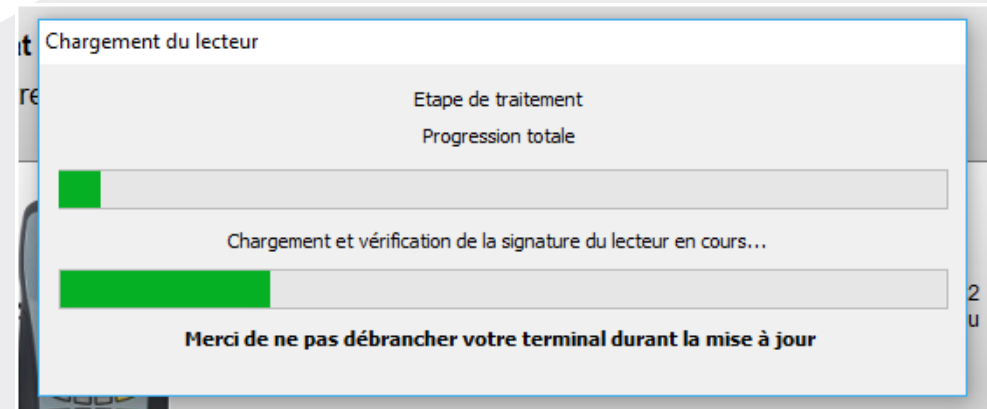 Chargement du lecteur
Etape de traitement
Progression totale
Chargement et vérification de la signature du lecteur en cours...
Merci de ne pas débrancher votre terminal durant la mise à jour